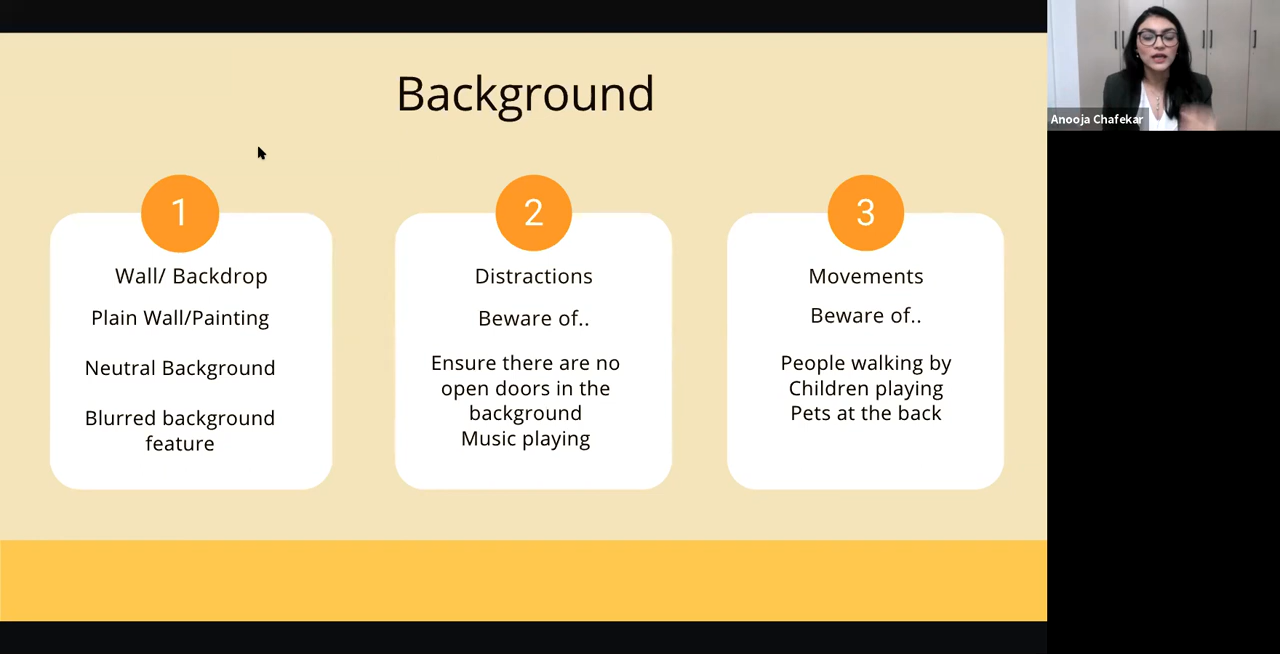 Background
1
Wall/ Backdrop
Plain Wall/Painting
Neutral Background
Blurred background
feature
2
Distractions
Beware of..
Ensure there are no
open doors in the
background
Music playing
3
Movements
Beware of..
People walking by
Children playing
Pets at the back
Anooja Chafekar